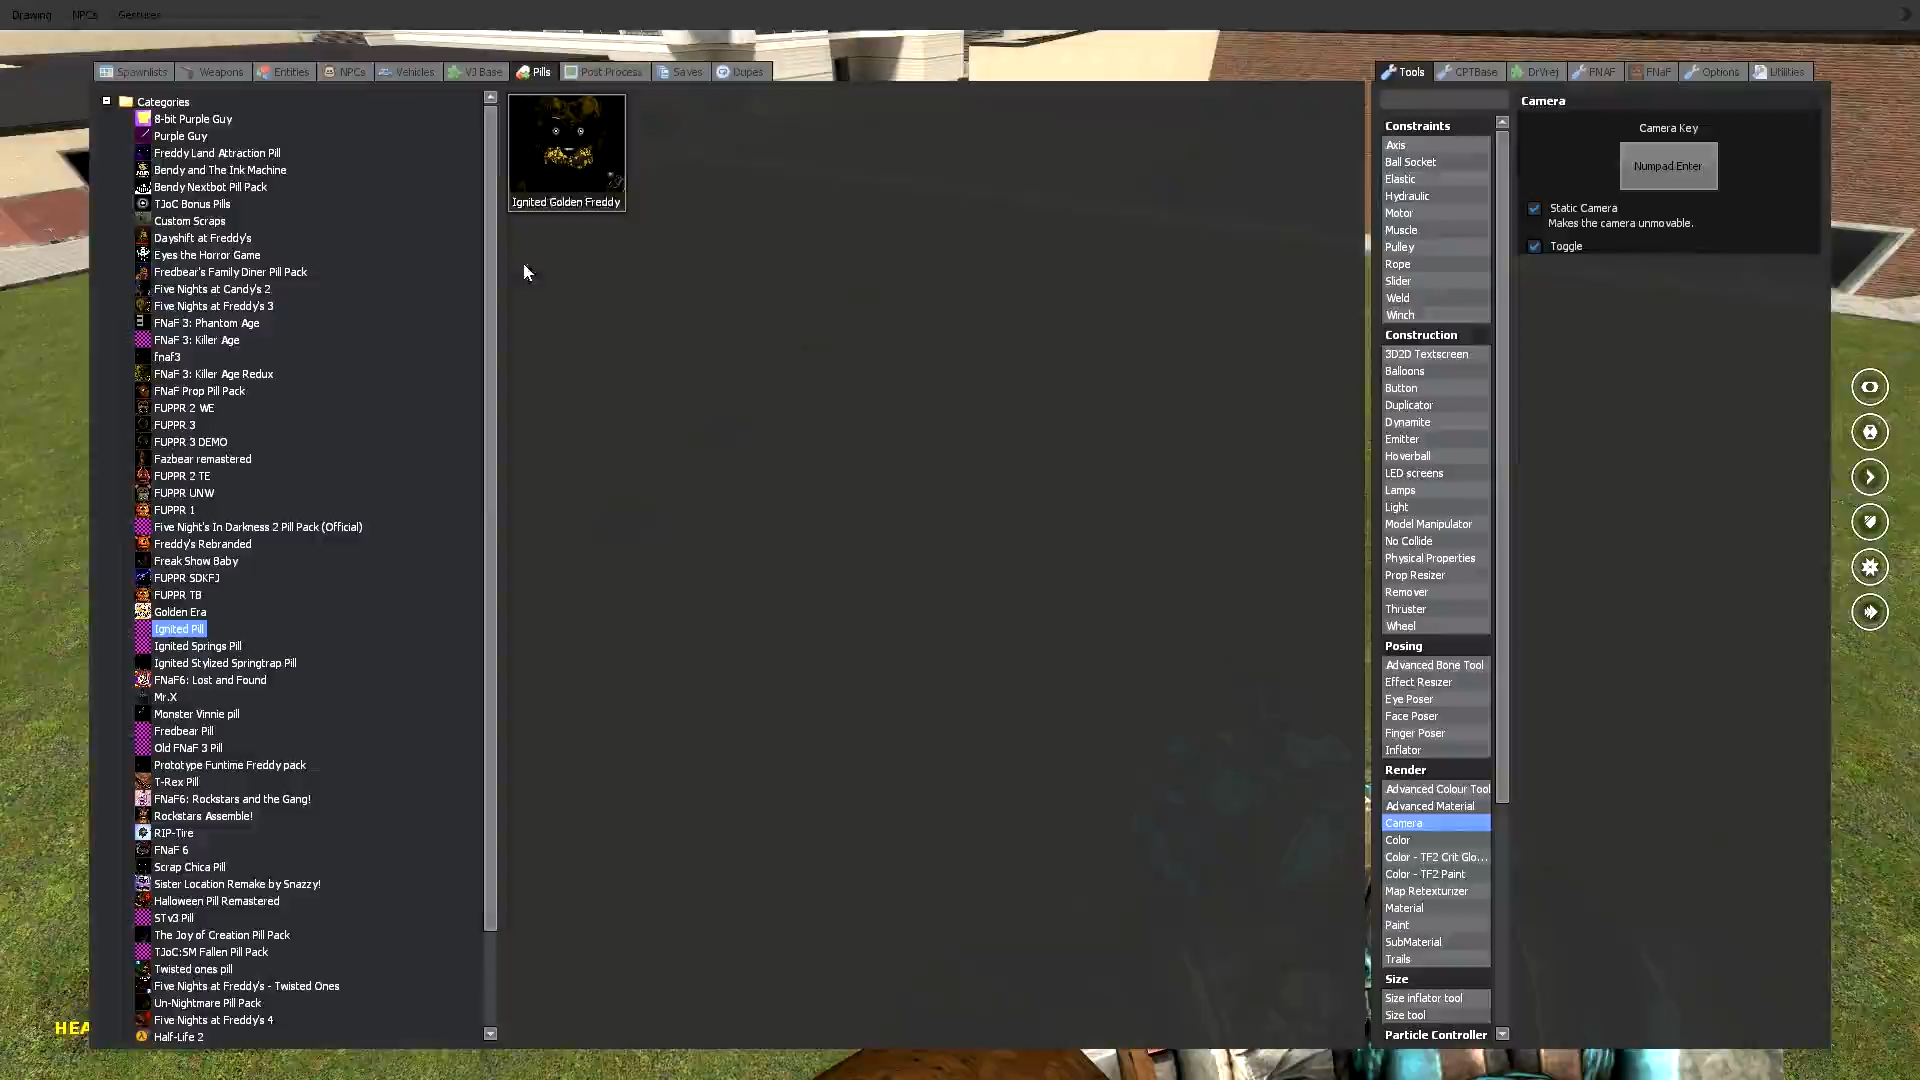 Drawing NPCs Gestures
Spawnlists Weapons Entities NPCs Vehicles VJ Base Pills Post Process Saves Dupes
Categories
8-bit Purple Guy
Purple Guy
Freddy Land Attraction Pill
Bendy and The Ink Machine
Bendy Nextbot Pill Pack
TJoC Bonus Pills
Custom Scraps
Dayshift at Freddy's
Eyes the Horror Game
Fredbear's Family Diner Pill Pack
Five Nights at Candy's 2
Five Nights at Freddy's 3
FNaF 3: Phantom Age
FNaF 3: Killer Age
fnaf3
FNaF 3: Killer Age Redux
FNaF Prop Pill Pack
FUPPR 2 WE
FUPPR 3
FUPPR 3 DEMO
Fazbear remastered
FUPPR 2 TE
FUPPR UNW
FUPPR 1
Five Night's In Darkness 2 Pill Pack (Official)
Freddy's Rebranded
Freak Show Baby
FUPPR SDKFJ
FUPPR TB
Golden Era
Ignited Pill
Ignited Springs Pill
Ignited Stylized Springtrap Pill
FNaF6: Lost and Found
Mr.X
Monster Vinnie pill
Fredbear Pill
Old FNaF 3 Pill
Prototype Funtime Freddy pack
T-Rex Pill
FNaF6: Rockstars and the Gang!
Rockstars Assemble!
RIP-Tire
FNaF 6
Scrap Chica Pill
Sister Location Remake by Snazzy!
Halloween Pill Remastered
STv3 Pill
The Joy of Creation Pill Pack
TJoC:SM Fallen Pill Pack
Twisted ones pill
Five Nights at Freddy's - Twisted Ones
Un-Nightmare Pill Pack
Five Nights at Freddy's 4
Half-Life 2
HEA
Ignited Golden Freddy
Tools CPTBase DrVrej FNAF FNaF Options Utilities
Constraints
Axis
Ball Socket
Elastic
Hydraulic
Motor
Muscle
Pulley
Rope
Slider
Weld
Winch
Construction
3D2D Textscreen
Balloons
Button
Duplicator
Dynamite
Emitter
Hoverball
LED screens
Lamps
Light
Model Manipulator
No Collide
Physical Properties
Prop Resizer
Remover
Thruster
Wheel
Posing
Advanced Bone Tool
Effect Resizer
Eye Poser
Face Poser
Finger Poser
Inflator
Render
Advanced Colour Tool
Advanced Material
Camera
Color
Color - TF2 Crit Glo...
Color - TF2 Paint
Map Retexturizer
Material
Paint
SubMaterial
Trails
Size
Size inflator tool
Size tool
Particle Controller
Camera
Camera Key
Numpad Enter
Static Camera
Makes the camera unmovable.
Toggle